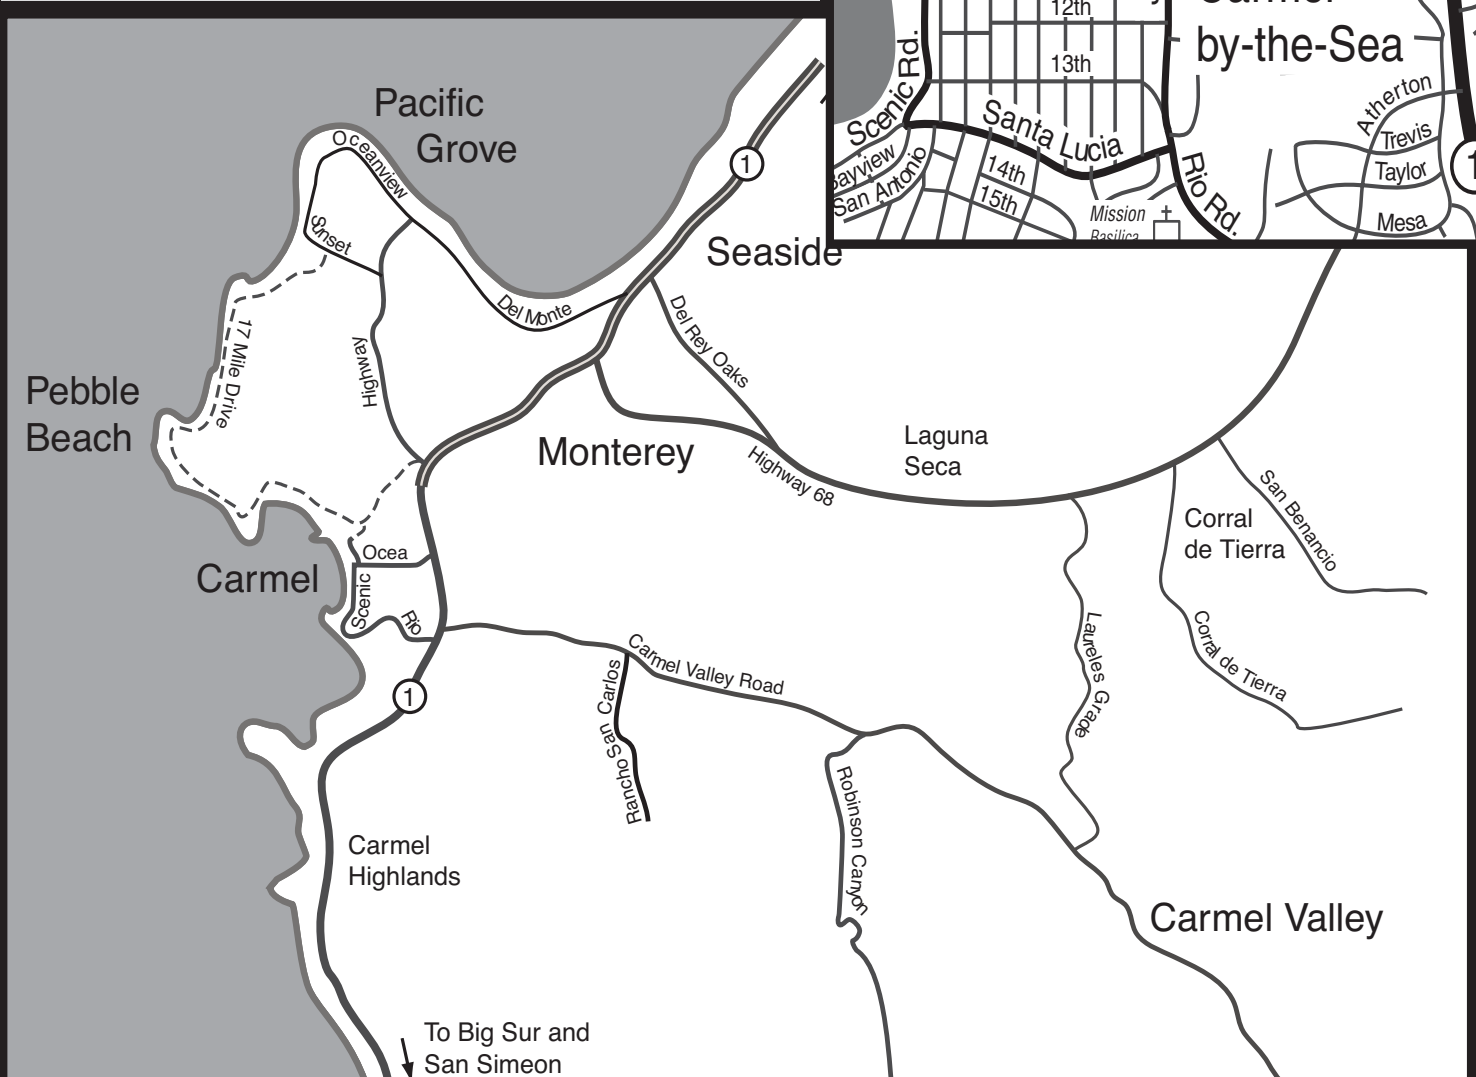 12th
by-the-Sea
13th
Scenic Rd.
Santa Lucia
Atherton
Trevis
Taylor
Mesa
San Antonio
14th
15th
Rio Rd.
Mission
Basilica
Pacific
Grove
Oceanview
Sunset
1
Seaside
Del Monte
Del Rey Oaks
17 Mile Drive
Highway
Pebble
Beach
Monterey
Highway 68
Laguna
Seca
San Benancio
Corral
de Tierra
Ocea
Carmel
Scenic
Rio
Carmel Valley Road
Laureles Grade
Corral de Tierra
1
Rancho San Carlos
Robinson Canyon
Carmel
Highlands
Carmel Valley
To Big Sur and
San Simeon